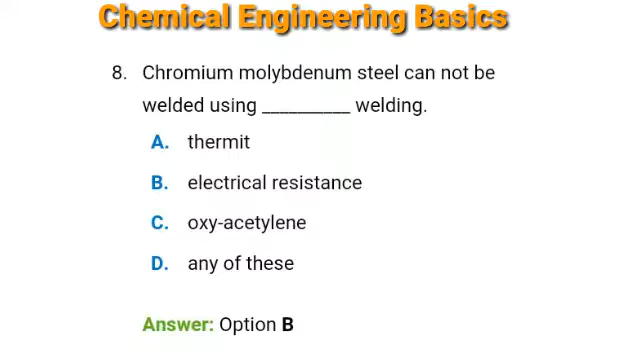 Chemical Engineering Basics
8. Chromium molybdenum steel can not be
welded using __________ welding.
A. thermit
B. electrical resistance
C. oxy-acetylene
D. any of these
Answer: Option B